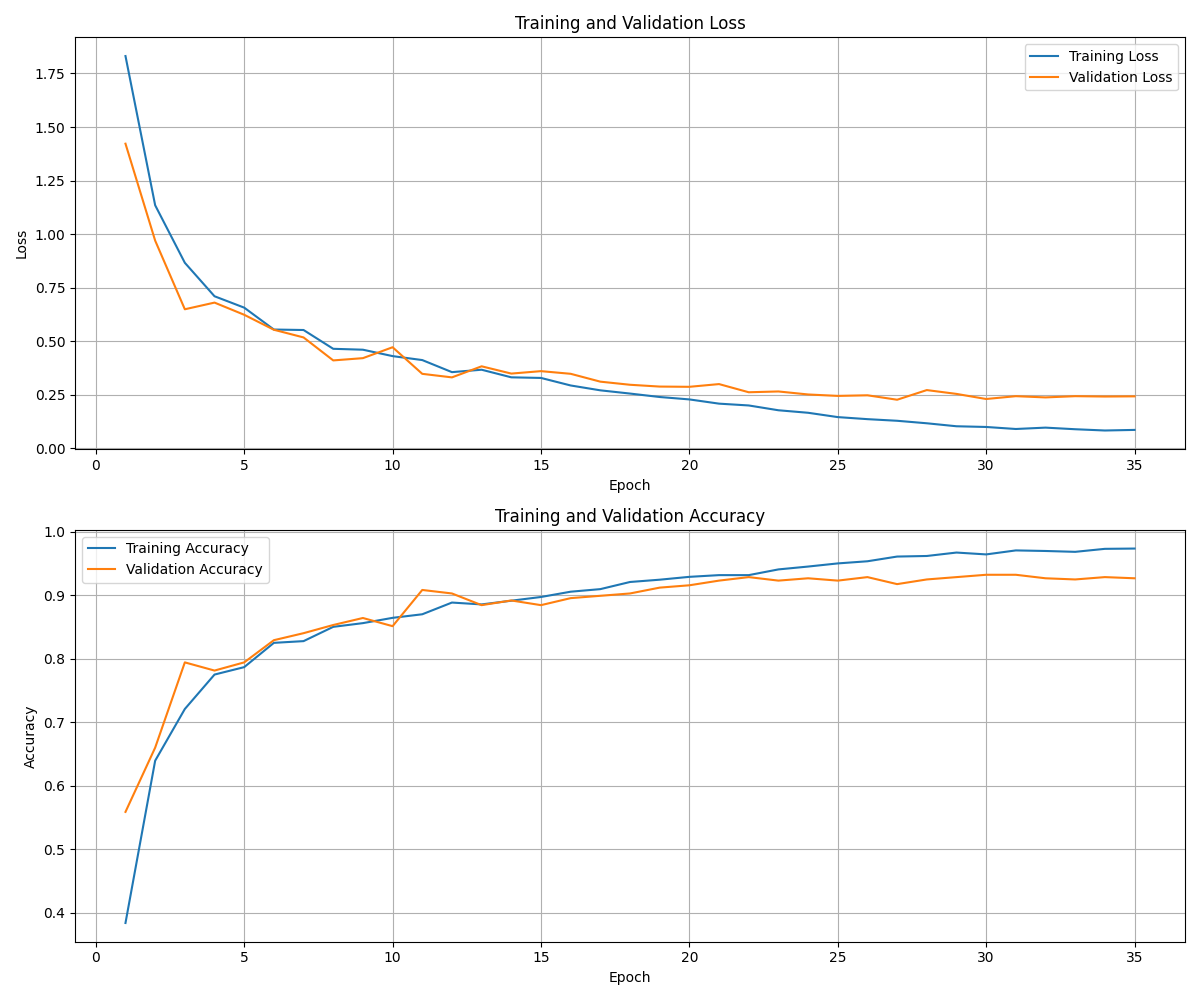 Training and Validation Loss
Training Loss
Validation Loss
1.75
1.50
1.25
1.00
0.75
0.50
0.25
0.00
Loss
0 5 10 15 20 25 30 35
Epoch
Training and Validation Accuracy
Training Accuracy
Validation Accuracy
1.0
0.9
0.8
0.7
0.6
0.5
0.4
Accuracy
0 5 10 15 20 25 30 35
Epoch